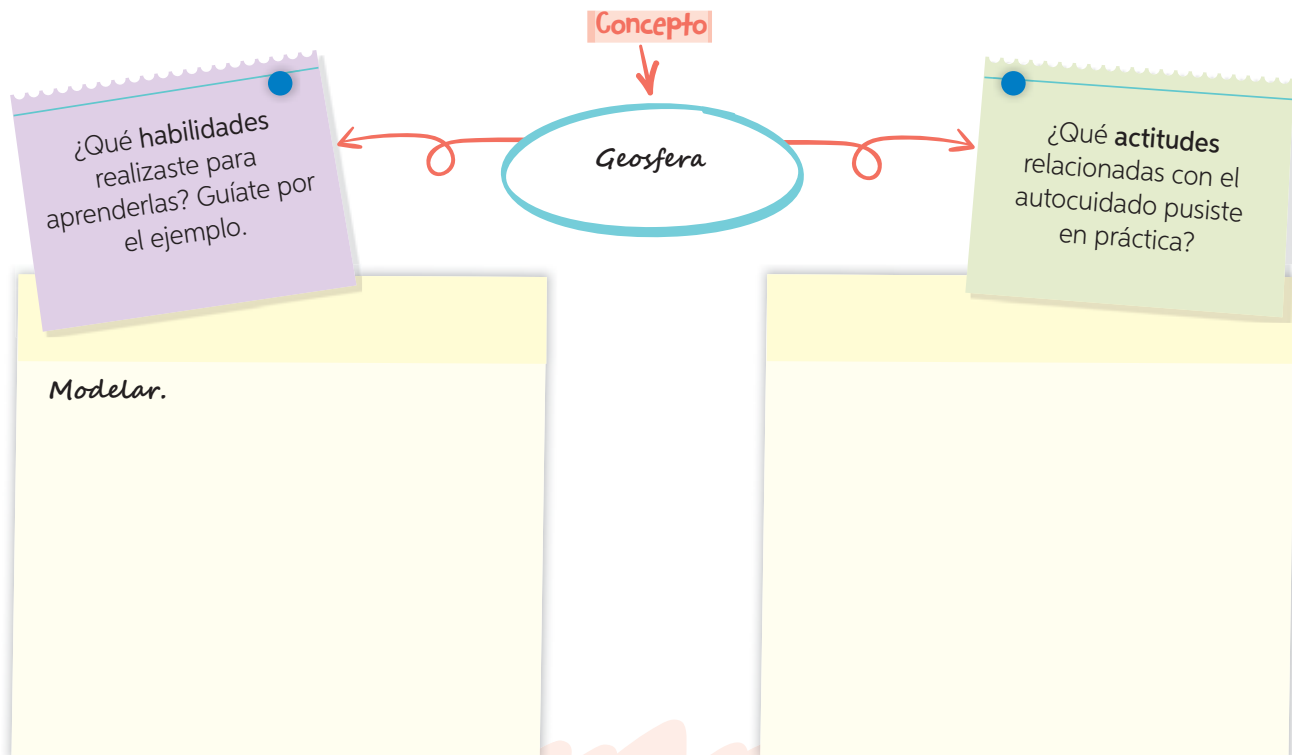 Concepto
¿Qué habilidades
realizaste para
aprenderlas? Guíate por
el ejemplo.
Geosfera
¿Qué actitudes
relacionadas con el
autocuidado pusiste
en práctica?
Modelar.